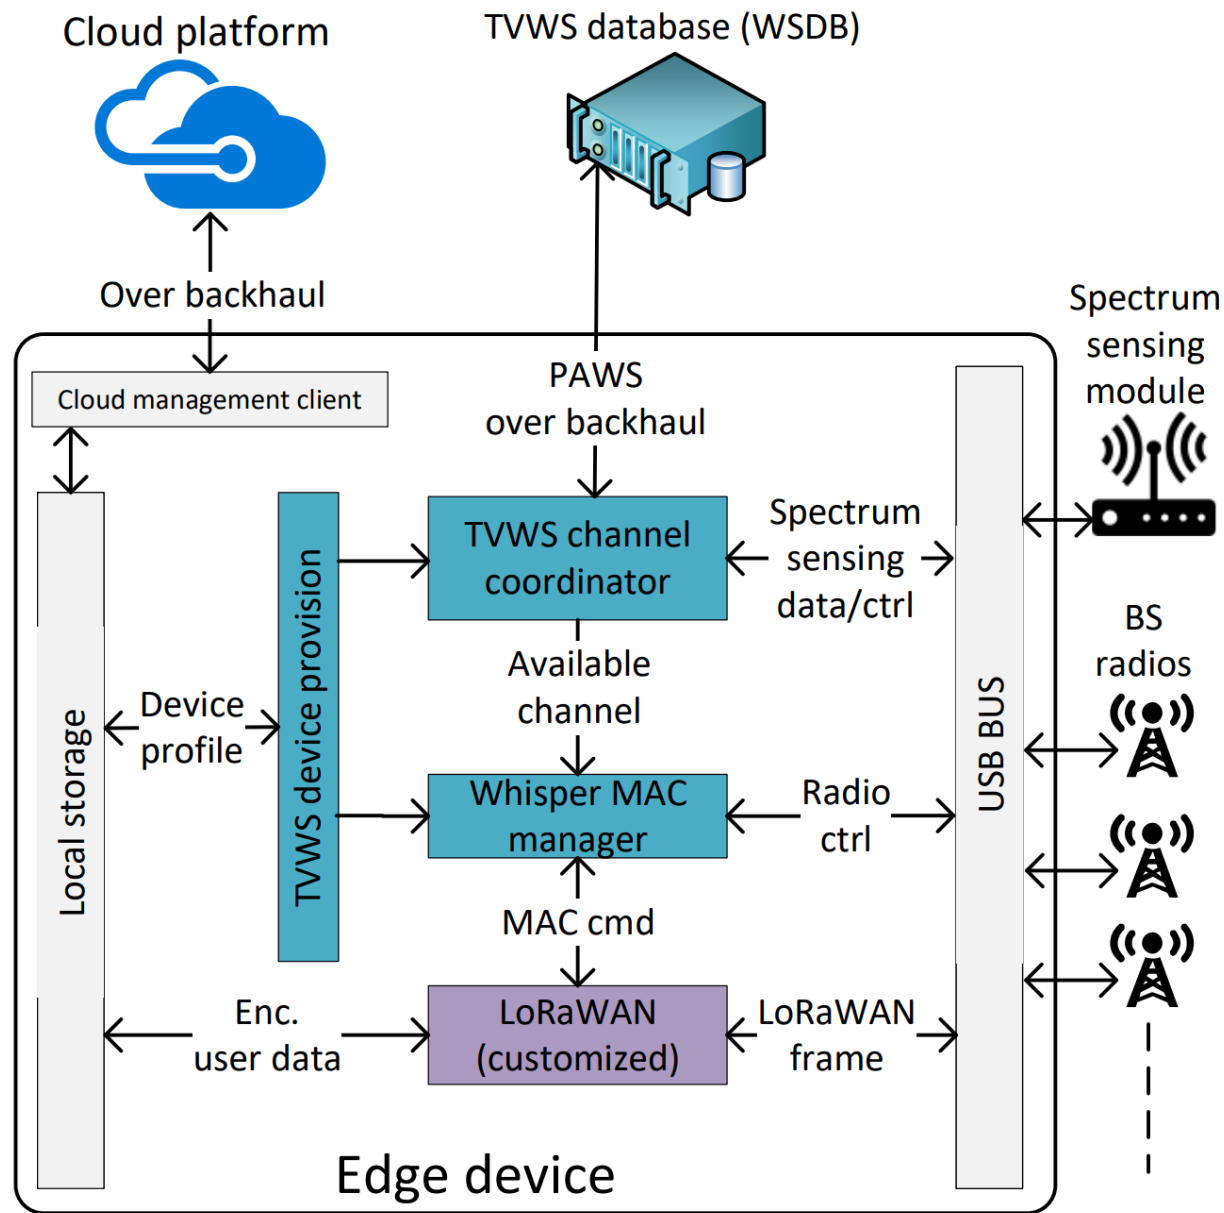 Cloud platform
TVWS database (WSDB)
Over backhaul
Spectrum
sensing
module
PAWS
over backhaul
Cloud management client
TVWS channel
coordinator
Spectrum
sensing
data/ctrl
BS
radios
Available
channel
Device
profile
Local storage
TVWS device provision
USB BUS
Whisper MAC
manager
Radio
ctrl
MAC cmd
Enc.
user data
LoRaWAN
(customized)
LoRaWAN
frame
Edge device